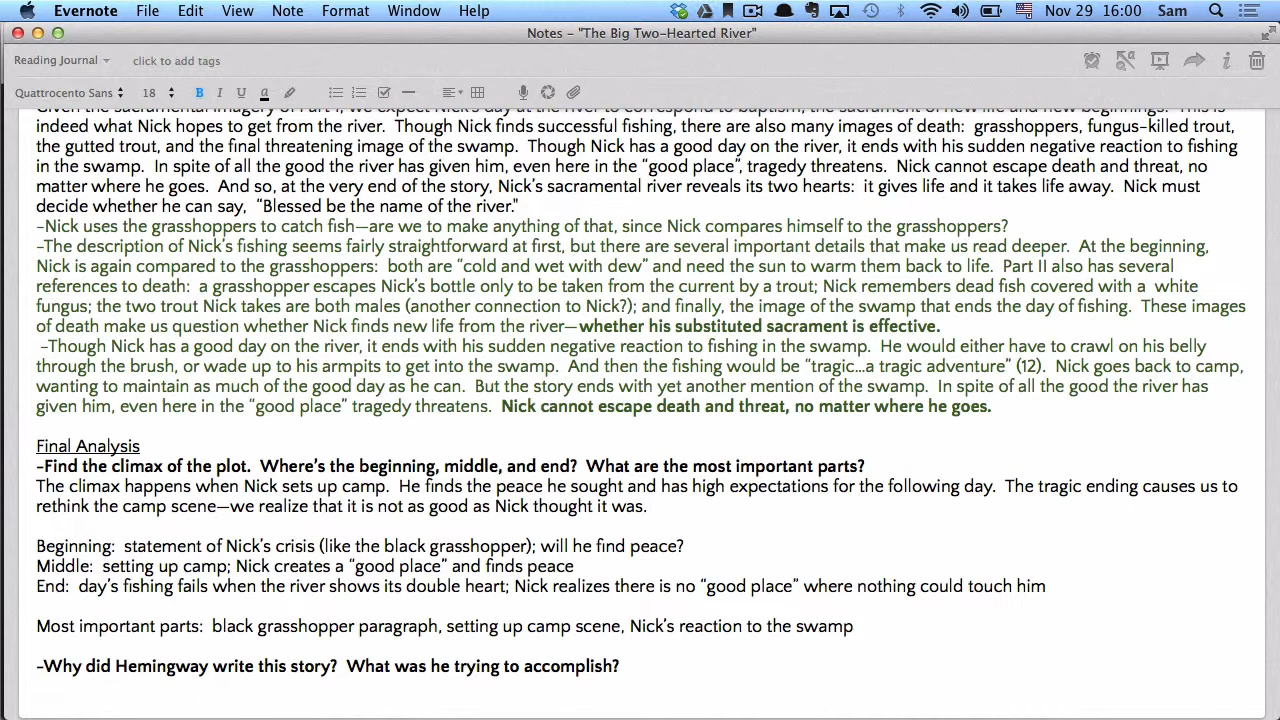 Evernote File Edit View Note Format Window Help Nov 29 16:00 Sam
Notes - "The Big Two-Hearted River"
Reading Journal click to add tags
Quattrocento Sans 18 B I U a
Given the sacramental imagery of Part I, we expect Nick's day at the river to correspond to baptism, the sacrament of new life and new beginnings. This is
indeed what Nick hopes to get from the river. Though Nick finds successful fishing, there are also many images of death: grasshoppers, fungus-killed trout,
the gutted trout, and the final threatening image of the swamp. Though Nick has a good day on the river, it ends with his sudden negative reaction to fishing
in the swamp. In spite of all the good the river has given him, even here in the “good place”, tragedy threatens. Nick cannot escape death and threat, no
matter where he goes. And so, at the very end of the story, Nick’s sacramental river reveals its two hearts: it gives life and it takes life away. Nick must
decide whether he can say, “Blessed be the name of the river."
-Nick uses the grasshoppers to catch fish—are we to make anything of that, since Nick compares himself to the grasshoppers?
-The description of Nick’s fishing seems fairly straightforward at first, but there are several important details that make us read deeper. At the beginning,
Nick is again compared to the grasshoppers: both are “cold and wet with dew” and need the sun to warm them back to life. Part II also has several
references to death: a grasshopper escapes Nick’s bottle only to be taken from the current by a trout; Nick remembers dead fish covered with a white
fungus; the two trout Nick takes are both males (another connection to Nick?); and finally, the image of the swamp that ends the day of fishing. These images
of death make us question whether Nick finds new life from the river—whether his substituted sacrament is effective.
-Though Nick has a good day on the river, it ends with his sudden negative reaction to fishing in the swamp. He would either have to crawl on his belly
through the brush, or wade up to his armpits to get into the swamp. And then the fishing would be “tragic…a tragic adventure” (12). Nick goes back to camp,
wanting to maintain as much of the good day as he can. But the story ends with yet another mention of the swamp. In spite of all the good the river has
given him, even here in the “good place” tragedy threatens. Nick cannot escape death and threat, no matter where he goes.
Final Analysis
-Find the climax of the plot. Where’s the beginning, middle, and end? What are the most important parts?
The climax happens when Nick sets up camp. He finds the peace he sought and has high expectations for the following day. The tragic ending causes us to
rethink the camp scene—we realize that it is not as good as Nick thought it was.
Beginning: statement of Nick’s crisis (like the black grasshopper); will he find peace?
Middle: setting up camp; Nick creates a “good place” and finds peace
End: day’s fishing fails when the river shows its double heart; Nick realizes there is no “good place” where nothing could touch him
Most important parts: black grasshopper paragraph, setting up camp scene, Nick’s reaction to the swamp
-Why did Hemingway write this story? What was he trying to accomplish?